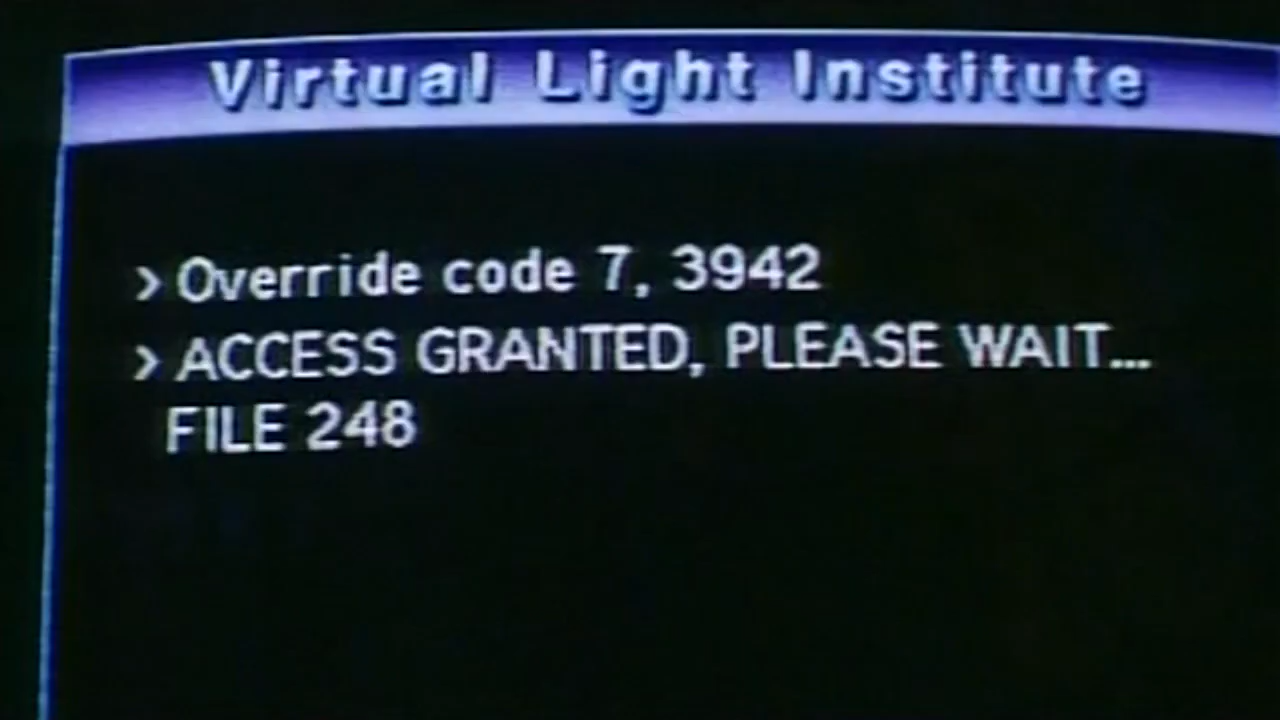 Virtual Light Institute
> Override code 7, 3942
> ACCESS GRANTED, PLEASE WAIT...
FILE 248